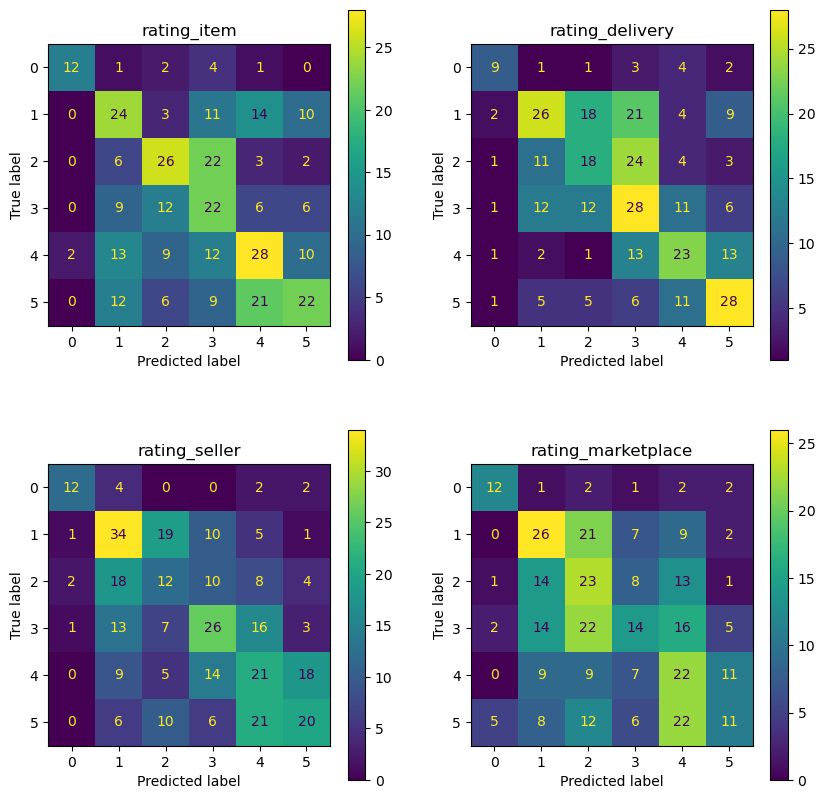 rating_item
0 12 1 2 4 1 0
1 0 24 3 11 14 10
2 0 6 26 22 3 2
3 0 9 12 22 6 6
4 2 13 9 12 28 10
5 0 12 6 9 21 22
0 1 2 3 4 5
Predicted label
True label
25
20
15
10
5
0
rating_delivery
0 9 1 1 3 4 2
1 2 26 18 21 4 9
2 1 11 18 24 4 3
3 1 12 12 28 11 6
4 1 2 1 13 23 13
5 1 5 5 6 11 28
0 1 2 3 4 5
Predicted label
True label
25
20
15
10
5
rating_seller
0 12 4 0 0 2 2
1 1 34 19 10 5 1
2 2 18 12 10 8 4
3 1 13 7 26 16 3
4 0 9 5 14 21 18
5 0 6 10 6 21 20
0 1 2 3 4 5
Predicted label
True label
30
25
20
15
10
5
0
rating_marketplace
0 12 1 2 1 2 2
1 0 26 21 7 9 2
2 1 14 23 8 13 1
3 2 14 22 14 16 5
4 0 9 9 7 22 11
5 5 8 12 6 22 11
0 1 2 3 4 5
Predicted label
True label
25
20
15
10
5
0